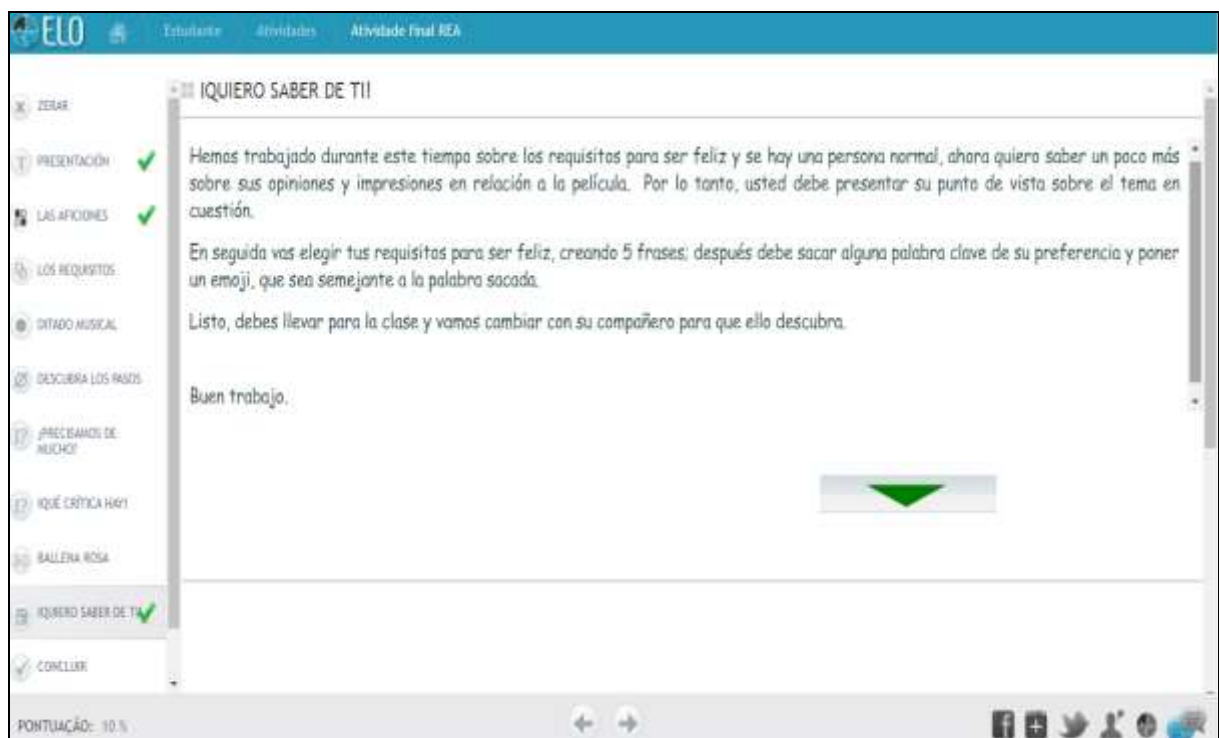 ELO
Estudante
Atividades
Atividade final REA
ZERAR
PRESENTACIÓN
LAS AFICIONES
LOS REQUISITOS
DITADO MUSICAL
DESCUBRA LOS PASOS
¡PRECISAMOS DE
MUCHO!
¡QUÉ CRÍTICA HAY!
BALLENA ROSA
¡QUIERO SABER DE TI!
CONCLUIR
¡QUIERO SABER DE TI!
Hemos trabajado durante este tiempo sobre los requisitos para ser feliz y se hay una persona normal, ahora quiero saber un poco más
sobre sus opiniones y impresiones en relación a la película. Por lo tanto, usted debe presentar su punto de vista sobre el tema en
cuestión.
En seguida vas elegir tus requisitos para ser feliz, creando 5 frases; después debe sacar alguna palabra clave de su preferencia y poner
un emoji, que sea semejante a la palabra sacada.
Listo, debes llevar para la clase y vamos cambiar con su compañero para que ello descubra.
Buen trabajo.
PONTUAÇÃO: 10 %